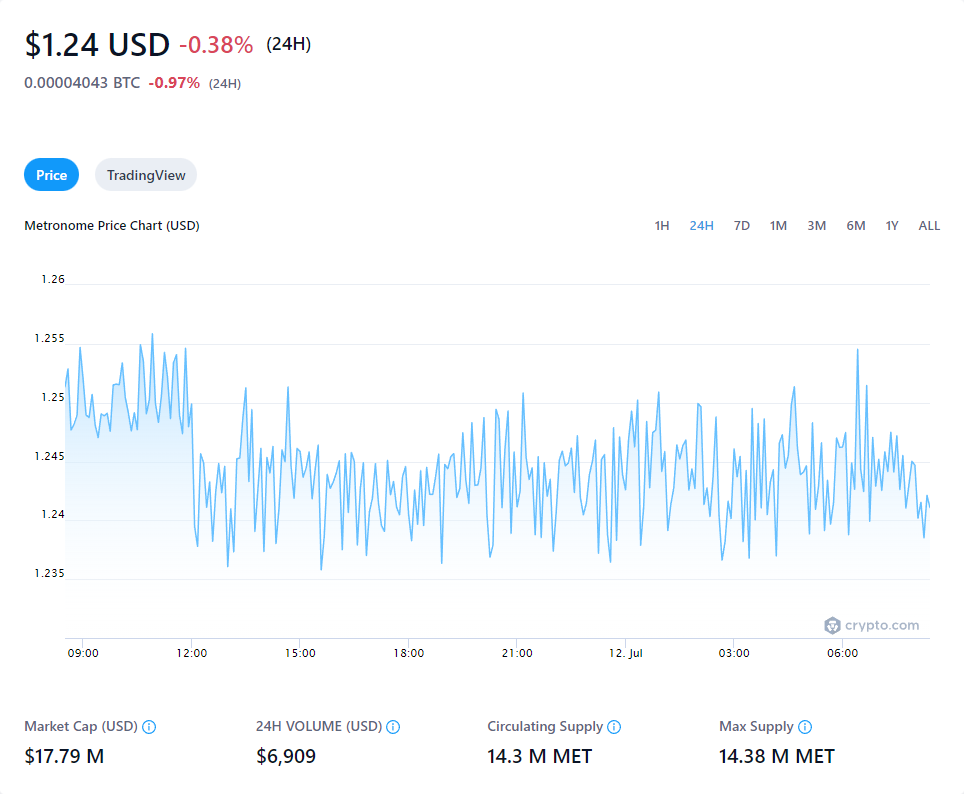 $1.24 USD -0.38% (24H)
0.00004043 BTC -0.97% (24H)
Price TradingView
Metronome Price Chart (USD) 1H 24H 7D 1M 3M 6M 1Y ALL
1.26
1.255
1.25
1.245
1.24
1.235
crypto.com
09:00 12:00 15:00 18:00 21:00 12. Jul 03:00 06:00
Market Cap (USD) 24H VOLUME (USD) Circulating Supply Max Supply
$17.79 M $6,909 14.3 M MET 14.38 M MET